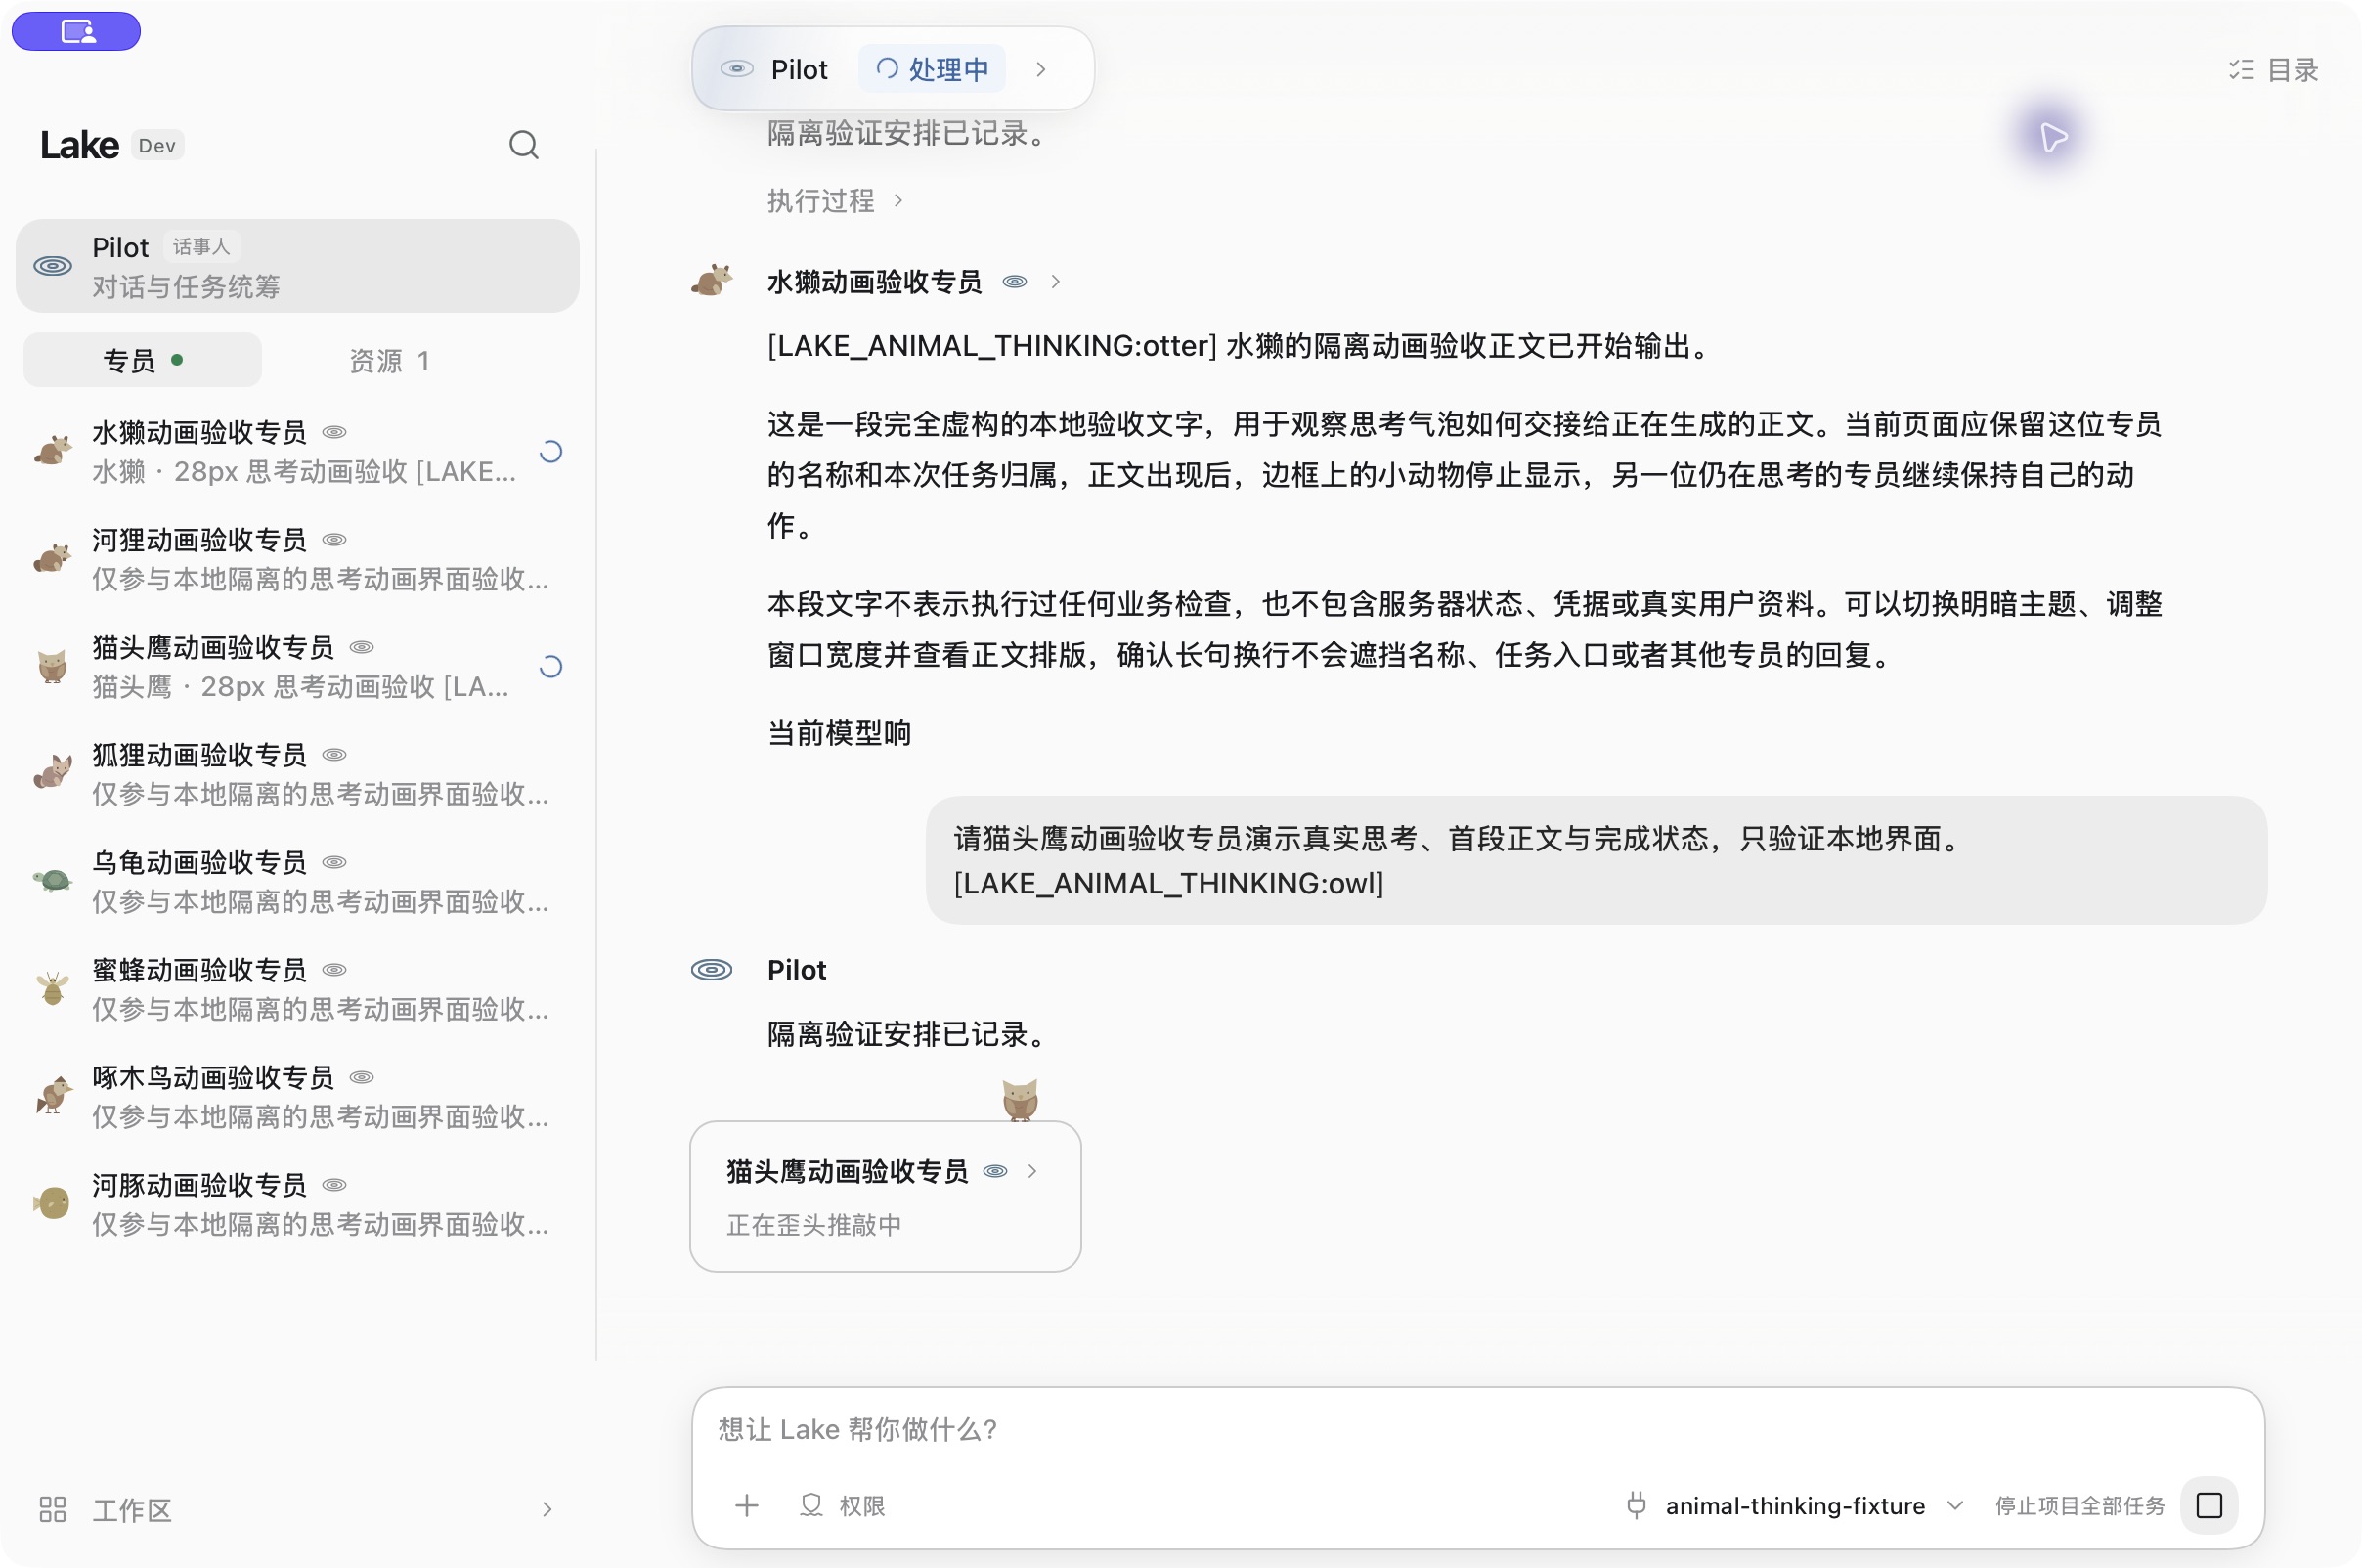 Lake Dev
Pilot 话事人
对话与任务统筹
专员
资源 1
水獭动画验收专员
水獭 · 28px 思考动画验收 [LAKE...
河狸动画验收专员
仅参与本地隔离的思考动画界面验收...
猫头鹰动画验收专员
猫头鹰 · 28px 思考动画验收 [LA...
狐狸动画验收专员
仅参与本地隔离的思考动画界面验收...
乌龟动画验收专员
仅参与本地隔离的思考动画界面验收...
蜜蜂动画验收专员
仅参与本地隔离的思考动画界面验收...
啄木鸟动画验收专员
仅参与本地隔离的思考动画界面验收...
河豚动画验收专员
仅参与本地隔离的思考动画界面验收...
工作区
Pilot 处理中
目录
隔离验证安排已记录。
执行过程
水獭动画验收专员
[LAKE_ANIMAL_THINKING:otter] 水獭的隔离动画验收正文已开始输出。
这是一段完全虚构的本地验收文字，用于观察思考气泡如何交接给正在生成的正文。当前页面应保留这位专员
的名称和本次任务归属，正文出现后，边框上的小动物停止显示，另一位仍在思考的专员继续保持自己的动
作。
本段文字不表示执行过任何业务检查，也不包含服务器状态、凭据或真实用户资料。可以切换明暗主题、调整
窗口宽度并查看正文排版，确认长句换行不会遮挡名称、任务入口或者其他专员的回复。
当前模型响
请猫头鹰动画验收专员演示真实思考、首段正文与完成状态，只验证本地界面。
[LAKE_ANIMAL_THINKING:owl]
Pilot
隔离验证安排已记录。
猫头鹰动画验收专员
正在歪头推敲中
想让 Lake 帮你做什么?
权限
animal-thinking-fixture
停止项目全部任务